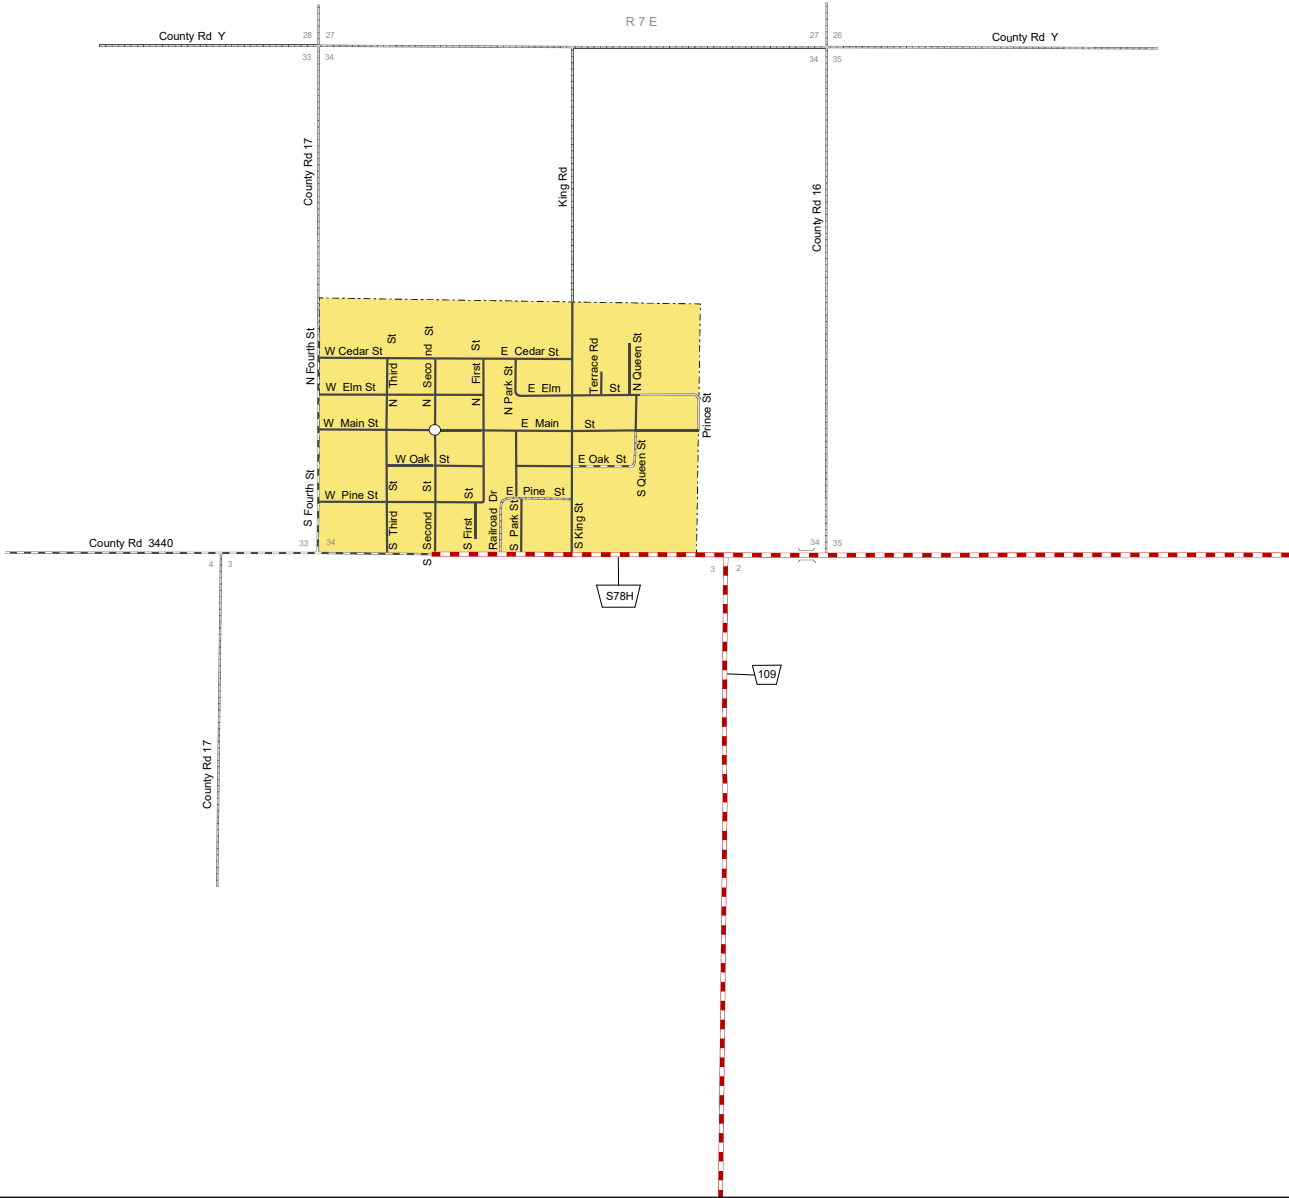 R 7 E
County Rd Y
28 27
27 26
County Rd Y
33 34
34 35
County Rd 17
King Rd
County Rd 16
N Fourth St
W Cedar St
N Third St
N Second St
N First St
E Cedar St
N Park St
Terrace Rd
N Queen St
W Elm St
E Elm St
Prince St
W Main St
E Main St
W Oak St
E Oak St
S Queen St
S Fourth St
W Pine St
E Pine St
S Third St
S Second St
S First St
Railroad Dr
S Park St
S King St
County Rd 3440
33 34
34 35
4 3
3 2
S78H
109
County Rd 17